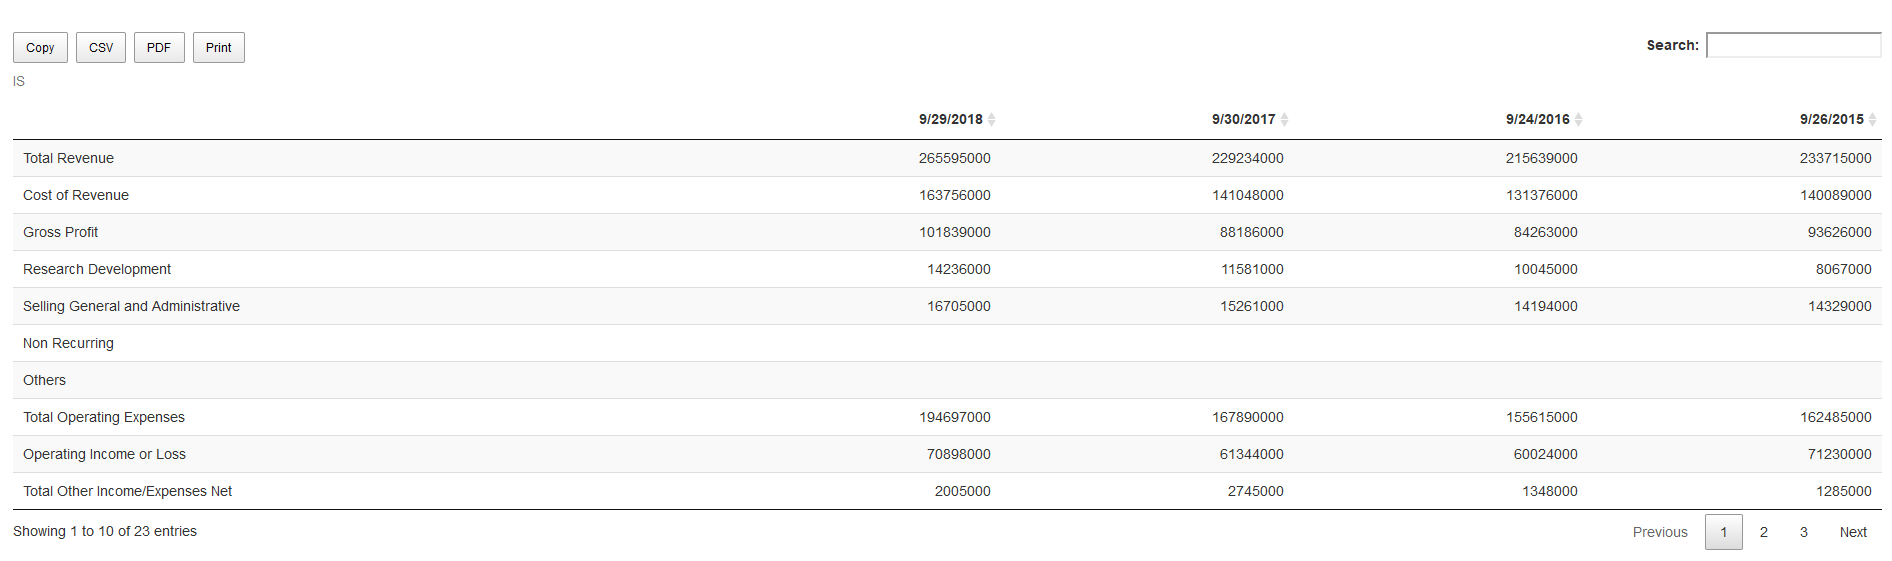 Copy CSV PDF Print Search:
IS
9/29/2018 9/30/2017 9/24/2016 9/26/2015
Total Revenue 265595000 229234000 215639000 233715000
Cost of Revenue 163756000 141048000 131376000 140089000
Gross Profit 101839000 88186000 84263000 93626000
Research Development 14236000 11581000 10045000 8067000
Selling General and Administrative 16705000 15261000 14194000 14329000
Non Recurring
Others
Total Operating Expenses 194697000 167890000 155615000 162485000
Operating Income or Loss 70898000 61344000 60024000 71230000
Total Other Income/Expenses Net 2005000 2745000 1348000 1285000
Showing 1 to 10 of 23 entries Previous 1 2 3 Next